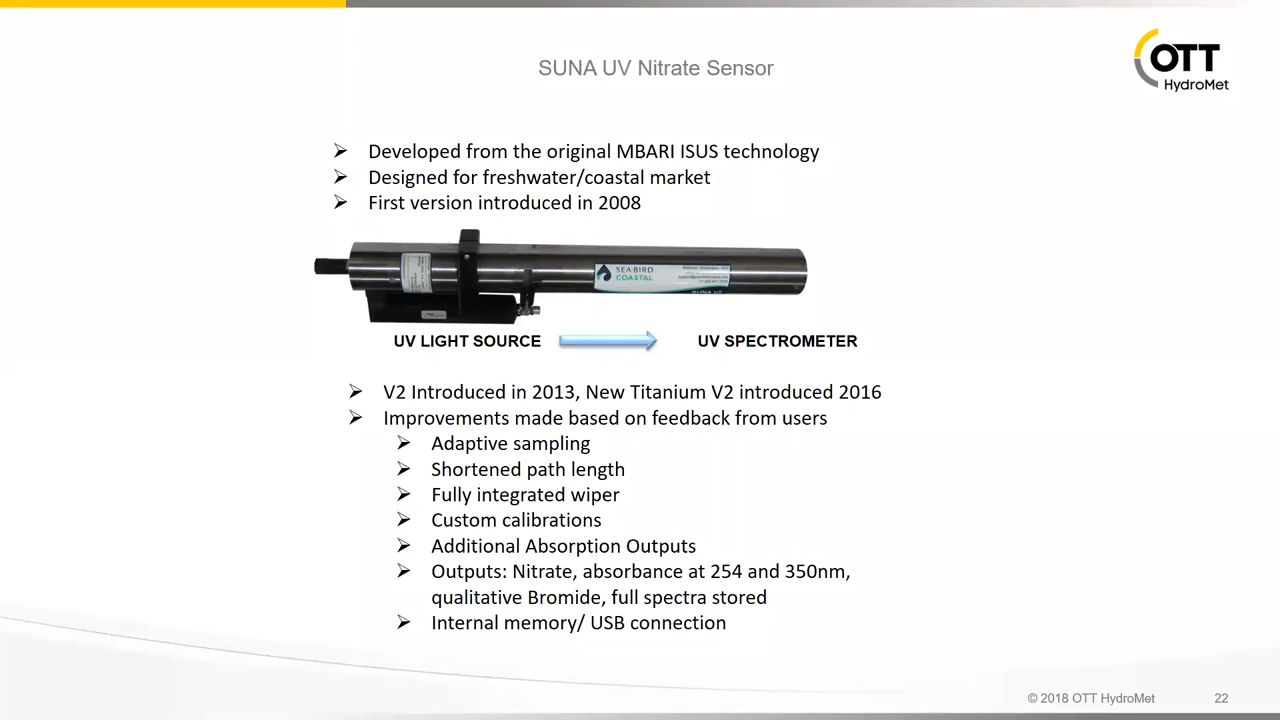 SUNA UV Nitrate Sensor
OTT
HydroMet
➢ Developed from the original MBARI ISUS technology
➢ Designed for freshwater/coastal market
➢ First version introduced in 2008
SEA·BIRD
COASTAL
SUNA V2
UV LIGHT SOURCE
UV SPECTROMETER
➢ V2 Introduced in 2013, New Titanium V2 introduced 2016
➢ Improvements made based on feedback from users
➢ Adaptive sampling
➢ Shortened path length
➢ Fully integrated wiper
➢ Custom calibrations
➢ Additional Absorption Outputs
➢ Outputs: Nitrate, absorbance at 254 and 350nm,
qualitative Bromide, full spectra stored
➢ Internal memory/ USB connection
© 2018 OTT HydroMet
22